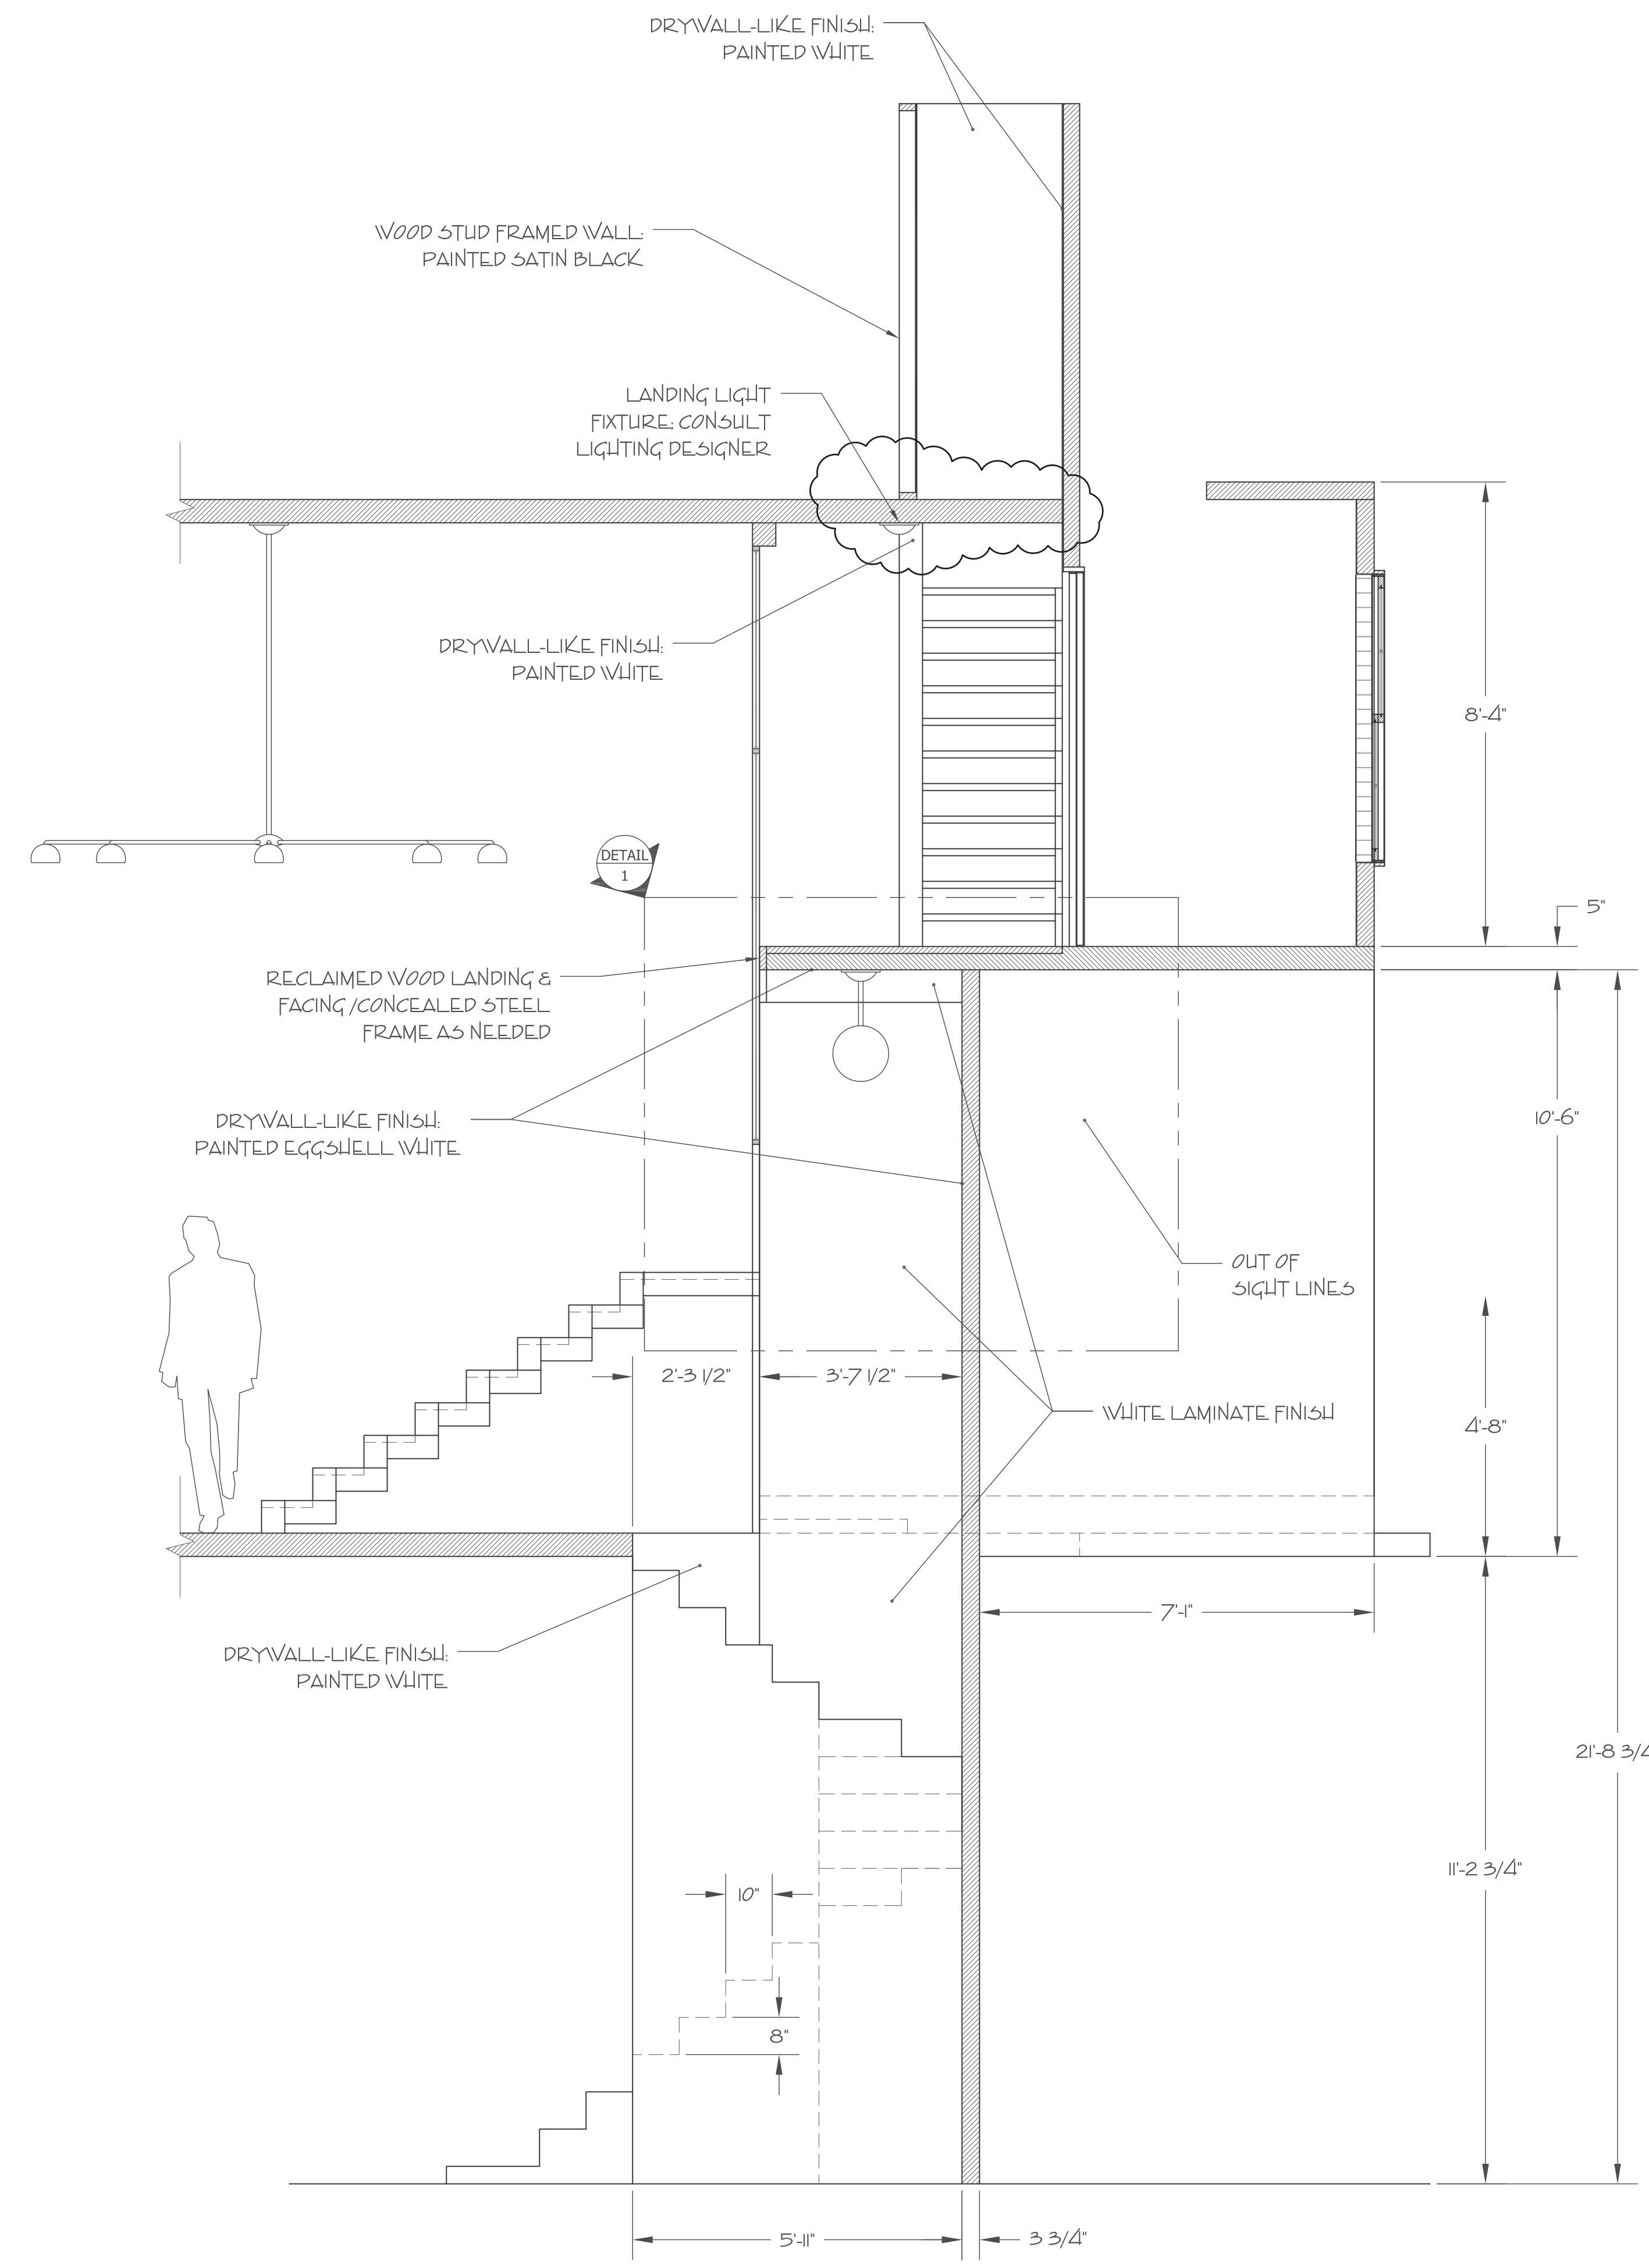 DRYWALL-LIKE FINISH:
PAINTED WHITE
WOOD STUD FRAMED WALL:
PAINTED SATIN BLACK
LANDING LIGHT
FIXTURE; CONSULT
LIGHTING DESIGNER
DRYWALL-LIKE FINISH:
PAINTED WHITE
8'-4"
DETAIL
1
5"
RECLAIMED WOOD LANDING &
FACING /CONCEALED STEEL
FRAME AS NEEDED
DRYWALL-LIKE FINISH:
PAINTED EGGSHELL WHITE
10'-6"
OUT OF
SIGHT LINES
2'-3 1/2"
3'-7 1/2"
WHITE LAMINATE FINISH
4'-8"
7'-1"
DRYWALL-LIKE FINISH:
PAINTED WHITE
21'-8 3/4
11'-2 3/4"
10"
8"
5'-11"
3 3/4"